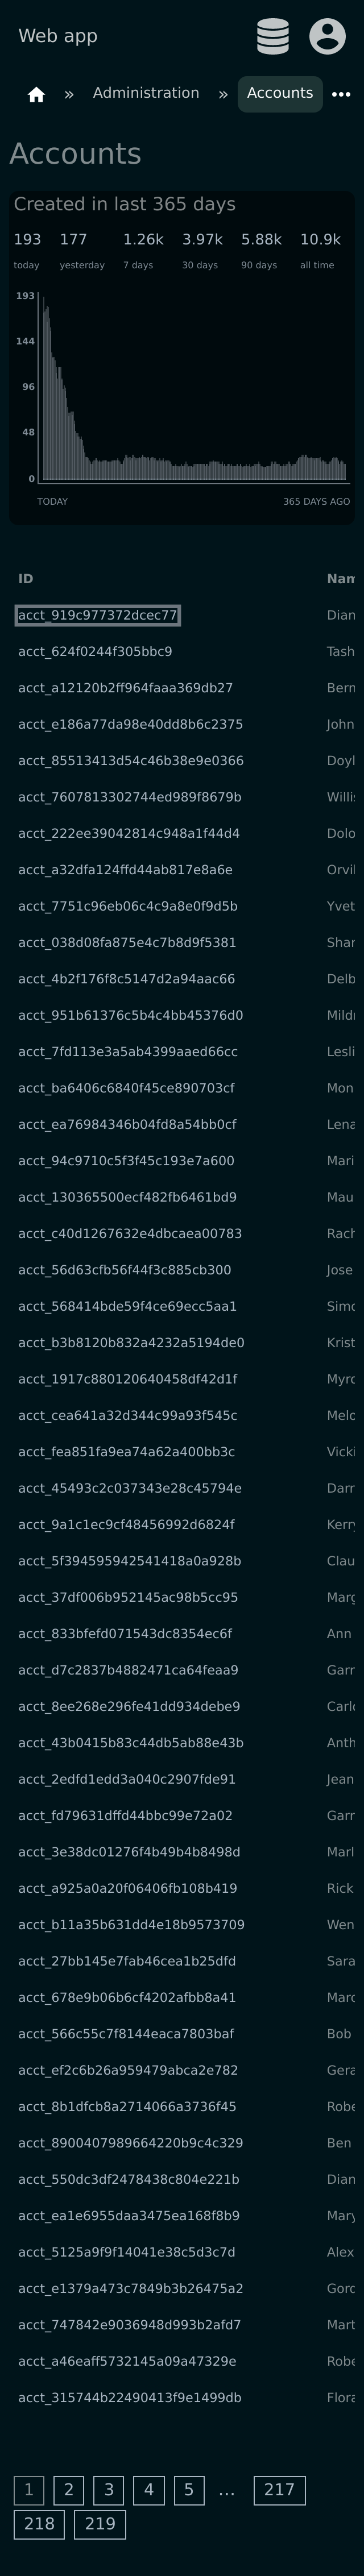 Web app
» Administration » Accounts
Accounts
Created in last 365 days
193 177 1.26k 3.97k 5.88k 10.9k
today yesterday 7 days 30 days 90 days all time
193
144
96
48
0
TODAY 365 DAYS AGO
ID Nam
acct_919c977372dcec77 Dian
acct_624f0244f305bbc9 Tash
acct_a12120b2ff964faaa369db27 Bern
acct_e186a77da98e40dd8b6c2375 John
acct_85513413d54c46b38e9e0366 Doyl
acct_7607813302744ed989f8679b Willi
acct_222ee39042814c948a1f44d4 Dolo
acct_a32dfa124ffd44ab817e8a6e Orvil
acct_7751c96eb06c4c9a8e0f9d5b Yvet
acct_038d08fa875e4c7b8d9f5381 Shar
acct_4b2f176f8c5147d2a94aac66 Delb
acct_951b61376c5b4c4bb45376d0 Mildr
acct_7fd113e3a5ab4399aaed66cc Lesli
acct_ba6406c6840f45ce890703cf Mon
acct_ea76984346b04fd8a54bb0cf Lena
acct_94c9710c5f3f45c193e7a600 Mari
acct_130365500ecf482fb6461bd9 Mau
acct_c40d1267632e4dbcaea00783 Rach
acct_56d63cfb56f44f3c885cb300 Jose
acct_568414bde59f4ce69ecc5aa1 Simo
acct_b3b8120b832a4232a5194de0 Krist
acct_1917c880120640458df42d1f Myro
acct_cea641a32d344c99a93f545c Melo
acct_fea851fa9ea74a62a400bb3c Vicki
acct_45493c2c037343e28c45794e Darr
acct_9a1c1ec9cf48456992d6824f Kerry
acct_5f394595942541418a0a928b Clau
acct_37df006b952145ac98b5cc95 Marg
acct_833bfefd071543dc8354ec6f Ann
acct_d7c2837b4882471ca64feaa9 Garr
acct_8ee268e296fe41dd934debe9 Carlo
acct_43b0415b83c44db5ab88e43b Anth
acct_2edfd1edd3a040c2907fde91 Jean
acct_fd79631dffd44bbc99e72a02 Garr
acct_3e38dc01276f4b49b4b8498d Marl
acct_a925a0a20f06406fb108b419 Rick
acct_b11a35b631dd4e18b9573709 Wen
acct_27bb145e7fab46cea1b25dfd Sara
acct_678e9b06b6cf4202afbb8a41 Marc
acct_566c55c7f8144eaca7803baf Bob
acct_ef2c6b26a959479abca2e782 Gera
acct_8b1dfcb8a2714066a3736f45 Robe
acct_8900407989664220b9c4c329 Ben
acct_550dc3df2478438c804e221b Dian
acct_ea1e6955daa3475ea168f8b9 Mary
acct_5125a9f9f14041e38c5d3c7d Alex
acct_e1379a473c7849b3b26475a2 Gord
acct_747842e9036948d993b2afd7 Mart
acct_a46eaff5732145a09a47329e Robe
acct_315744b22490413f9e1499db Flora
1 2 3 4 5 … 217
218 219